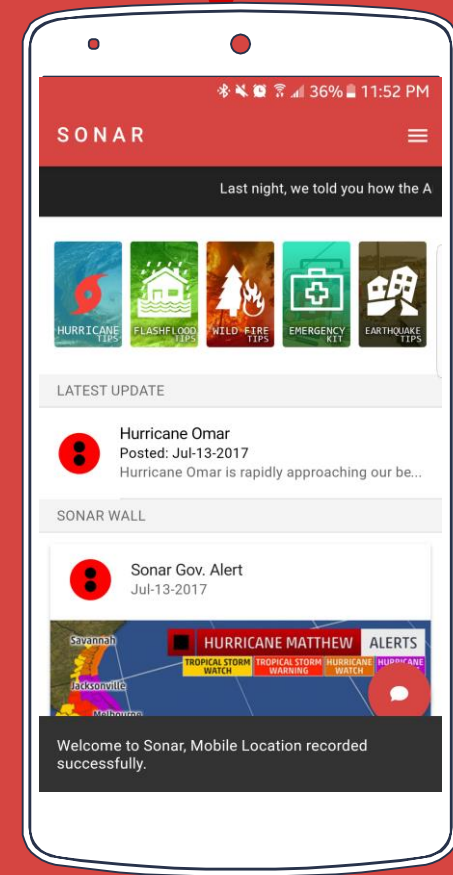 36% 11:52 PM
SONAR
Last night, we told you how the A
HURRICANE
TIPS
FLASHFLOOD
TIPS
WILD FIRE
TIPS
EMERGENCY
KIT
EARTHQUAKE
TIPS
LATEST UPDATE
Hurricane Omar
Posted: Jul-13-2017
Hurricane Omar is rapidly approaching our be...
SONAR WALL
Sonar Gov. Alert
Jul-13-2017
Savannah
HURRICANE MATTHEW ALERTS
TROPICAL STORM
WATCH
TROPICAL STORM
WARNING
HURRICANE
WATCH
HURRICANE
Jacksonville
Melbourne
Welcome to Sonar, Mobile Location recorded
successfully.